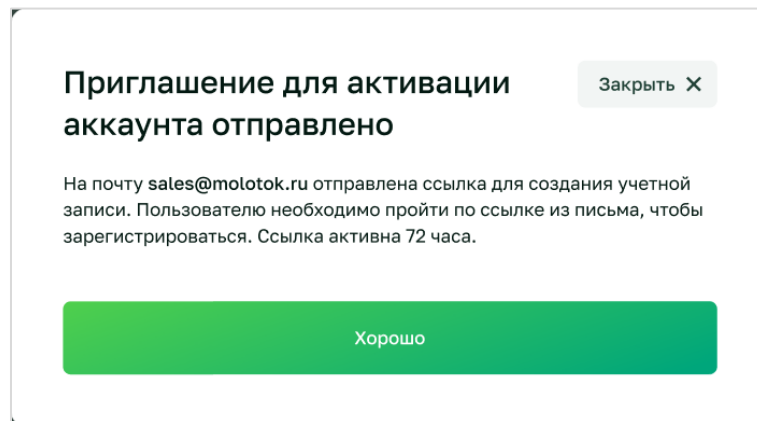 Приглашение для активации
аккаунта отправлено
Закрыть
На почту sales@molotok.ru отправлена ссылка для создания учетной
записи. Пользователю необходимо пройти по ссылке из письма, чтобы
зарегистрироваться. Ссылка активна 72 часа.
Хорошо